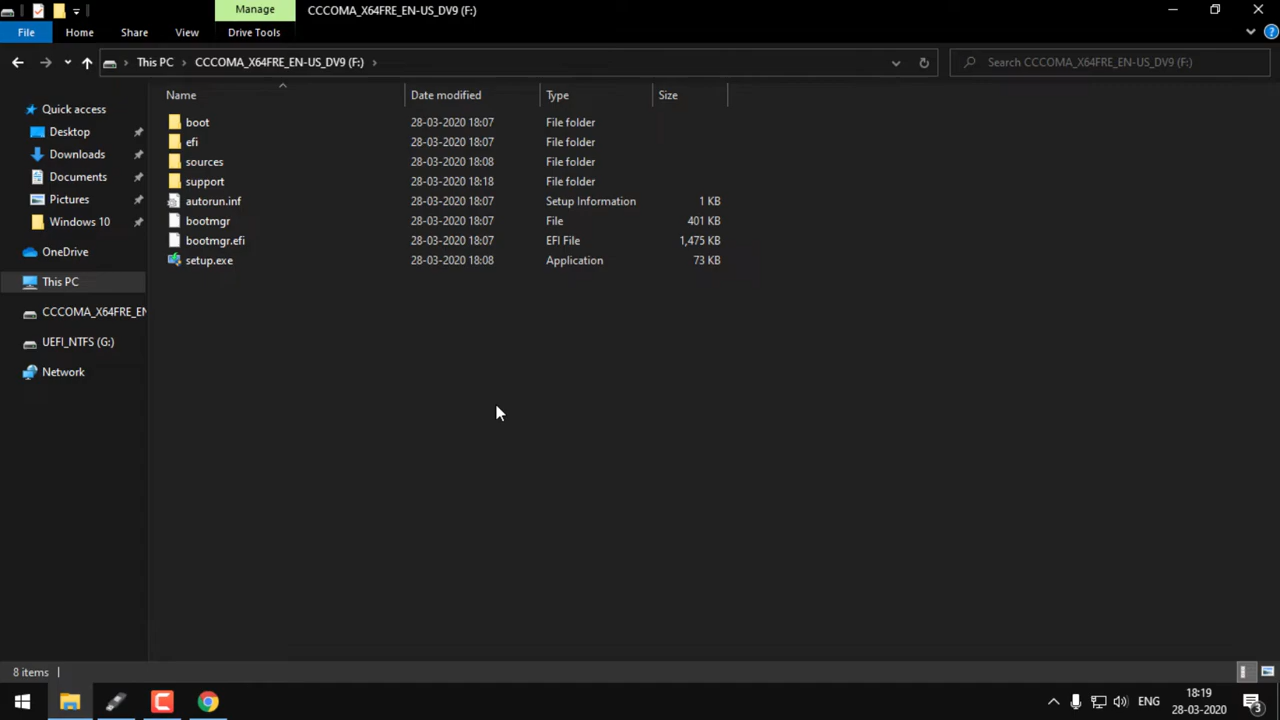 Manage
CCCOMA_X64FRE_EN-US_DV9 (F:)
File Home Share View Drive Tools
This PC CCCOMA_X64FRE_EN-US_DV9 (F:)
Search CCCOMA_X64FRE_EN-US_DV9 (F:)
Quick access
Desktop
Downloads
Documents
Pictures
Windows 10
OneDrive
This PC
CCCOMA_X64FRE_EN
UEFI_NTFS (G:)
Network
Name Date modified Type Size
boot 28-03-2020 18:07 File folder
efi 28-03-2020 18:07 File folder
sources 28-03-2020 18:08 File folder
support 28-03-2020 18:18 File folder
autorun.inf 28-03-2020 18:07 Setup Information 1 KB
bootmgr 28-03-2020 18:07 File 401 KB
bootmgr.efi 28-03-2020 18:07 EFI File 1,475 KB
setup.exe 28-03-2020 18:08 Application 73 KB
8 items
ENG
18:19
28-03-2020
3